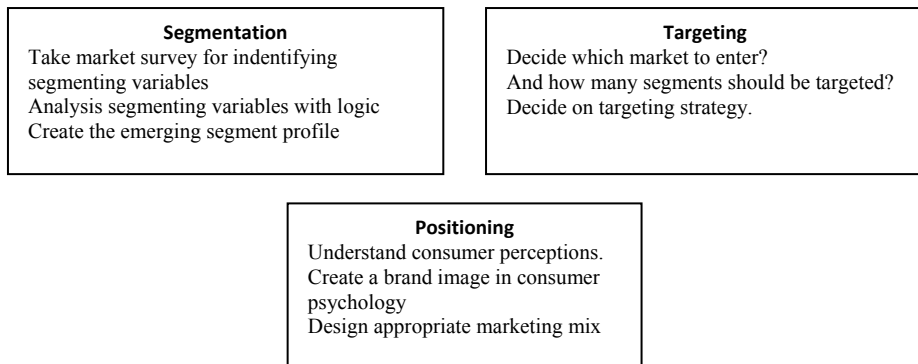 Segmentation
Take market survey for indentifying
segmenting variables
Analysis segmenting variables with logic
Create the emerging segment profile
Targeting
Decide which market to enter?
And how many segments should be targeted?
Decide on targeting strategy.
Positioning
Understand consumer perceptions.
Create a brand image in consumer
psychology
Design appropriate marketing mix